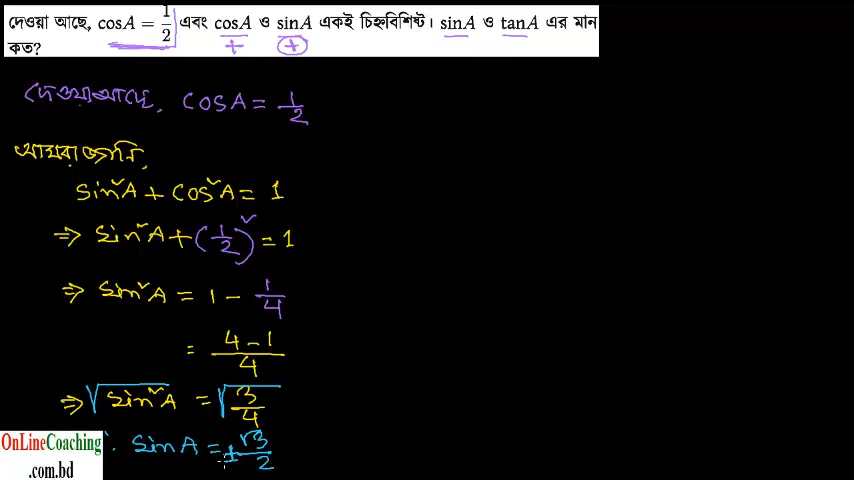 দেওয়া আছে, cosA = 1/2 এবং cosA ও sinA একই চিহ্নবিশিষ্ট। sinA ও tanA এর মান
কত?
+ +
দেওয়া আছে, cosA = 1/2
আমরা জানি,
sin²A + cos²A = 1
⇒ sin²A + (1/2)² = 1
⇒ sin²A = 1 - 1/4
= (4-1)/4
⇒ √sin²A = √(3/4)
∴ sinA = ±√3/2
OnLineCoaching
.com.bd